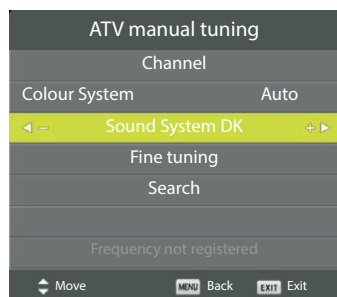 ATV manual tuning
Channel
Colour System Auto
Sound System DK
Fine tuning
Search
Frequency not registered
Move MENU Back EXIT Exit